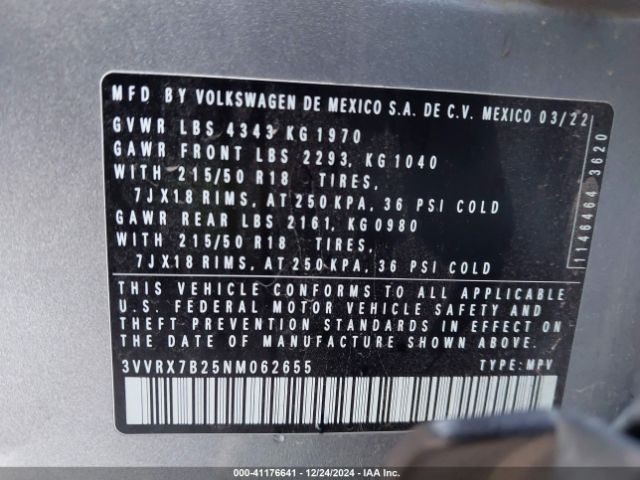 MFD BY VOLKSWAGEN DE MEXICO S.A. DE C.V. MEXICO 03/22
GVWR LBS 4343 KG 1970
GAWR FRONT LBS 2293, KG 1040
WITH 215/50 R18 TIRES,
7JX18 RIMS, AT 250 KPA, 36 PSI COLD
GAWR REAR LBS 2161, KG 0980
WITH 215/50 R18 TIRES,
7JX18 RIMS, AT 250 KPA, 36 PSI COLD
THIS VEHICLE CONFORMS TO ALL APPLICABLE
U.S. FEDERAL MOTOR VEHICLE SAFETY AND
THEFT PREVENTION STANDARDS IN EFFECT ON
THE DATE OF MANUFACTURE SHOWN ABOVE.
3VVRX7B25NM062655 TYPE: MPV
1146464 3620
000-41176641 / 12/24/2024 - IAA Inc.